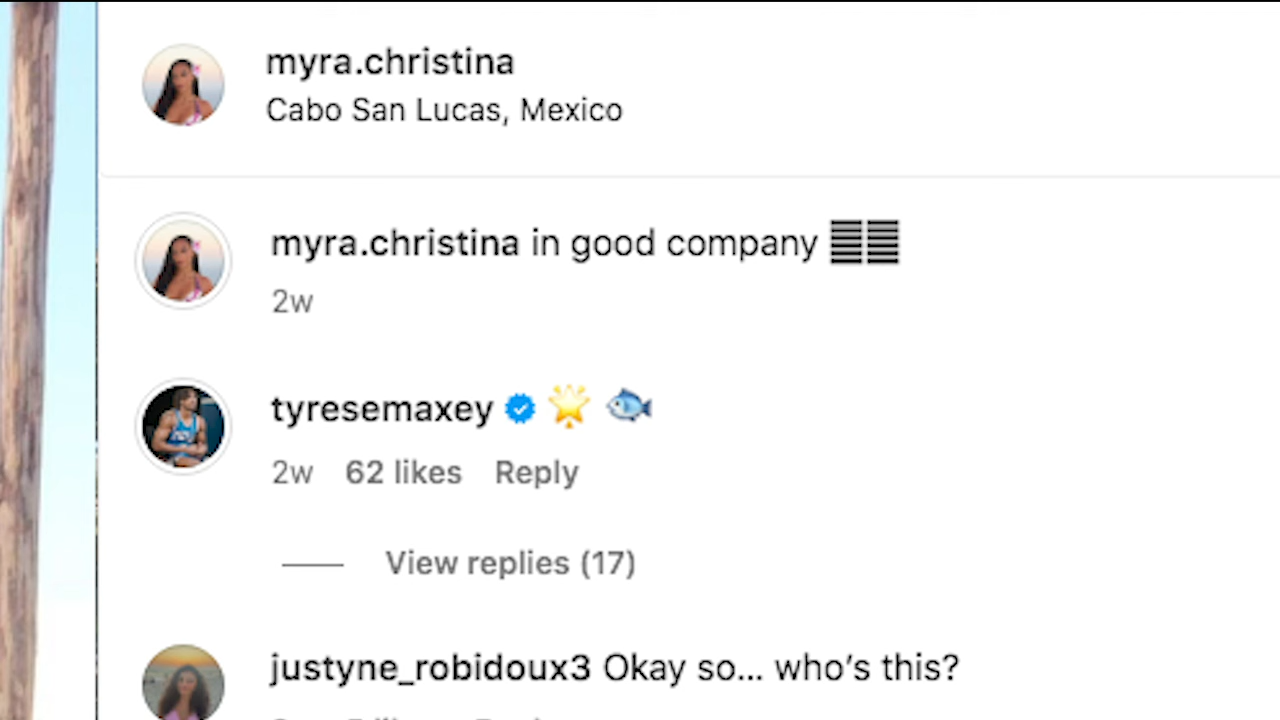 myra.christina
Cabo San Lucas, Mexico
myra.christina in good company
2w
tyresemaxey 🌟 🐟
2w 62 likes Reply
View replies (17)
justyne_robidoux3 Okay so... who's this?